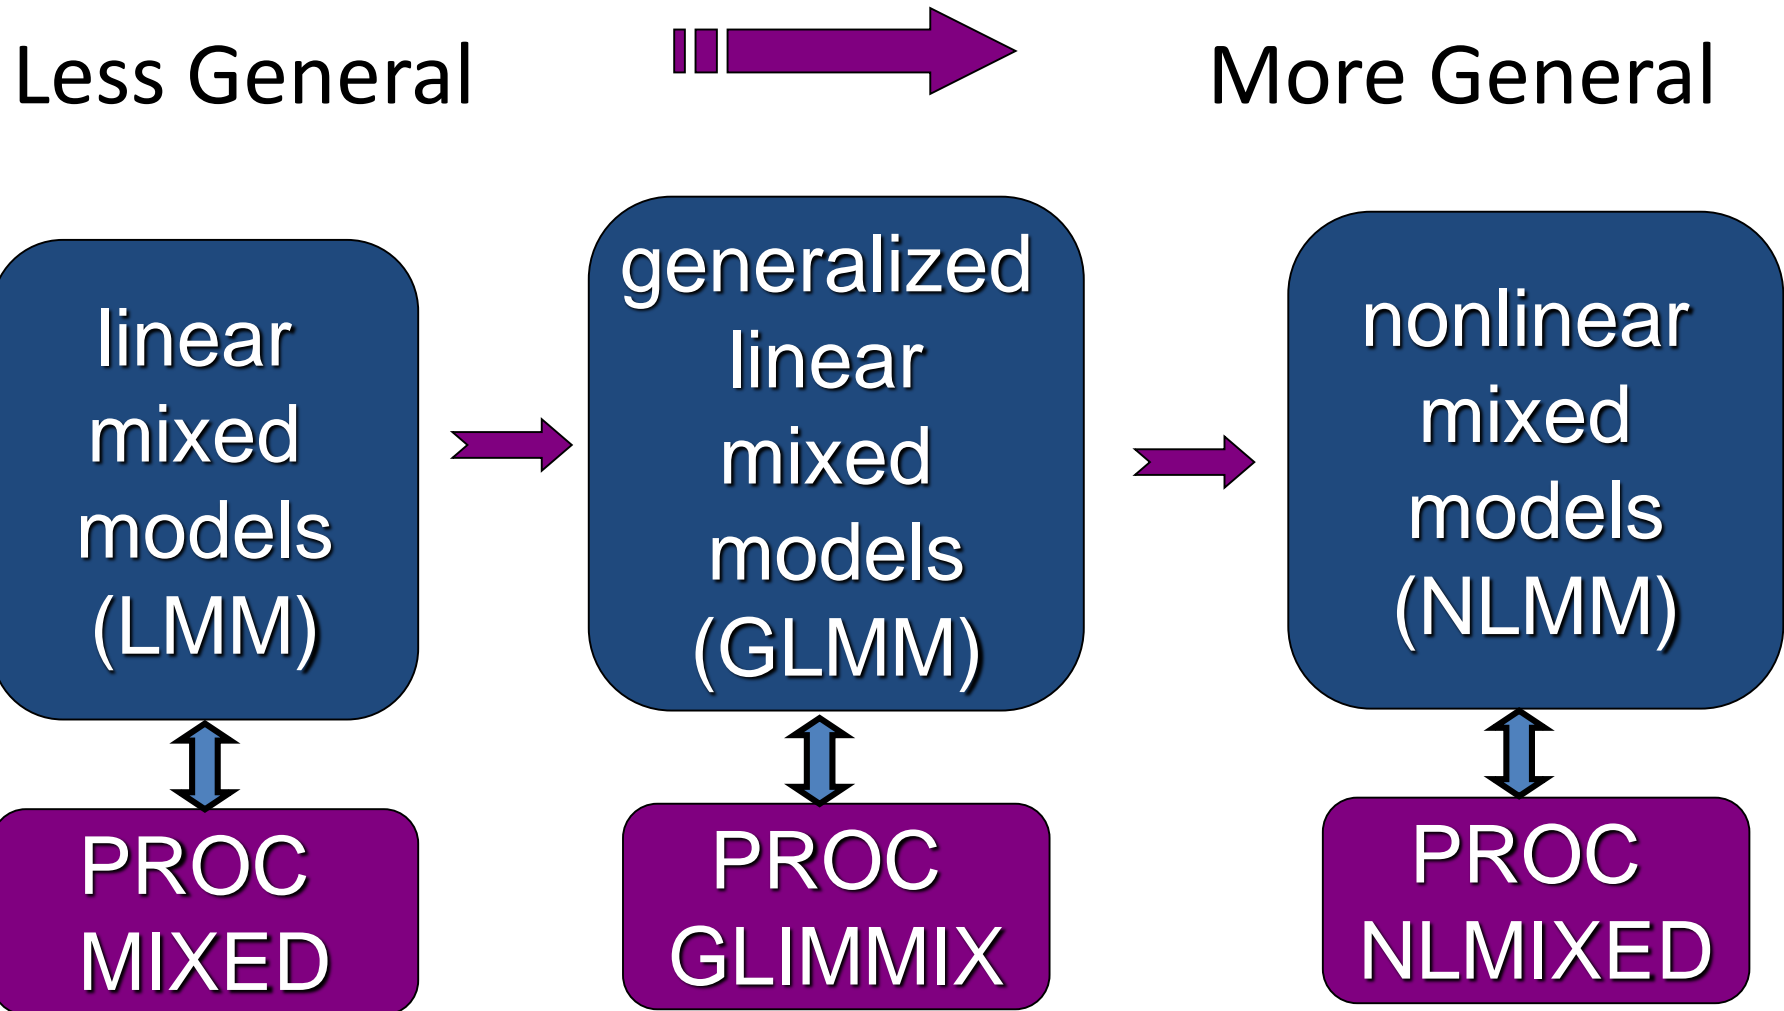 Less General
More General
linear
mixed
models
(LMM)
generalized
linear
mixed
models
(GLMM)
nonlinear
mixed
models
(NLMM)
PROC
MIXED
PROC
GLIMMIX
PROC
NLMIXED